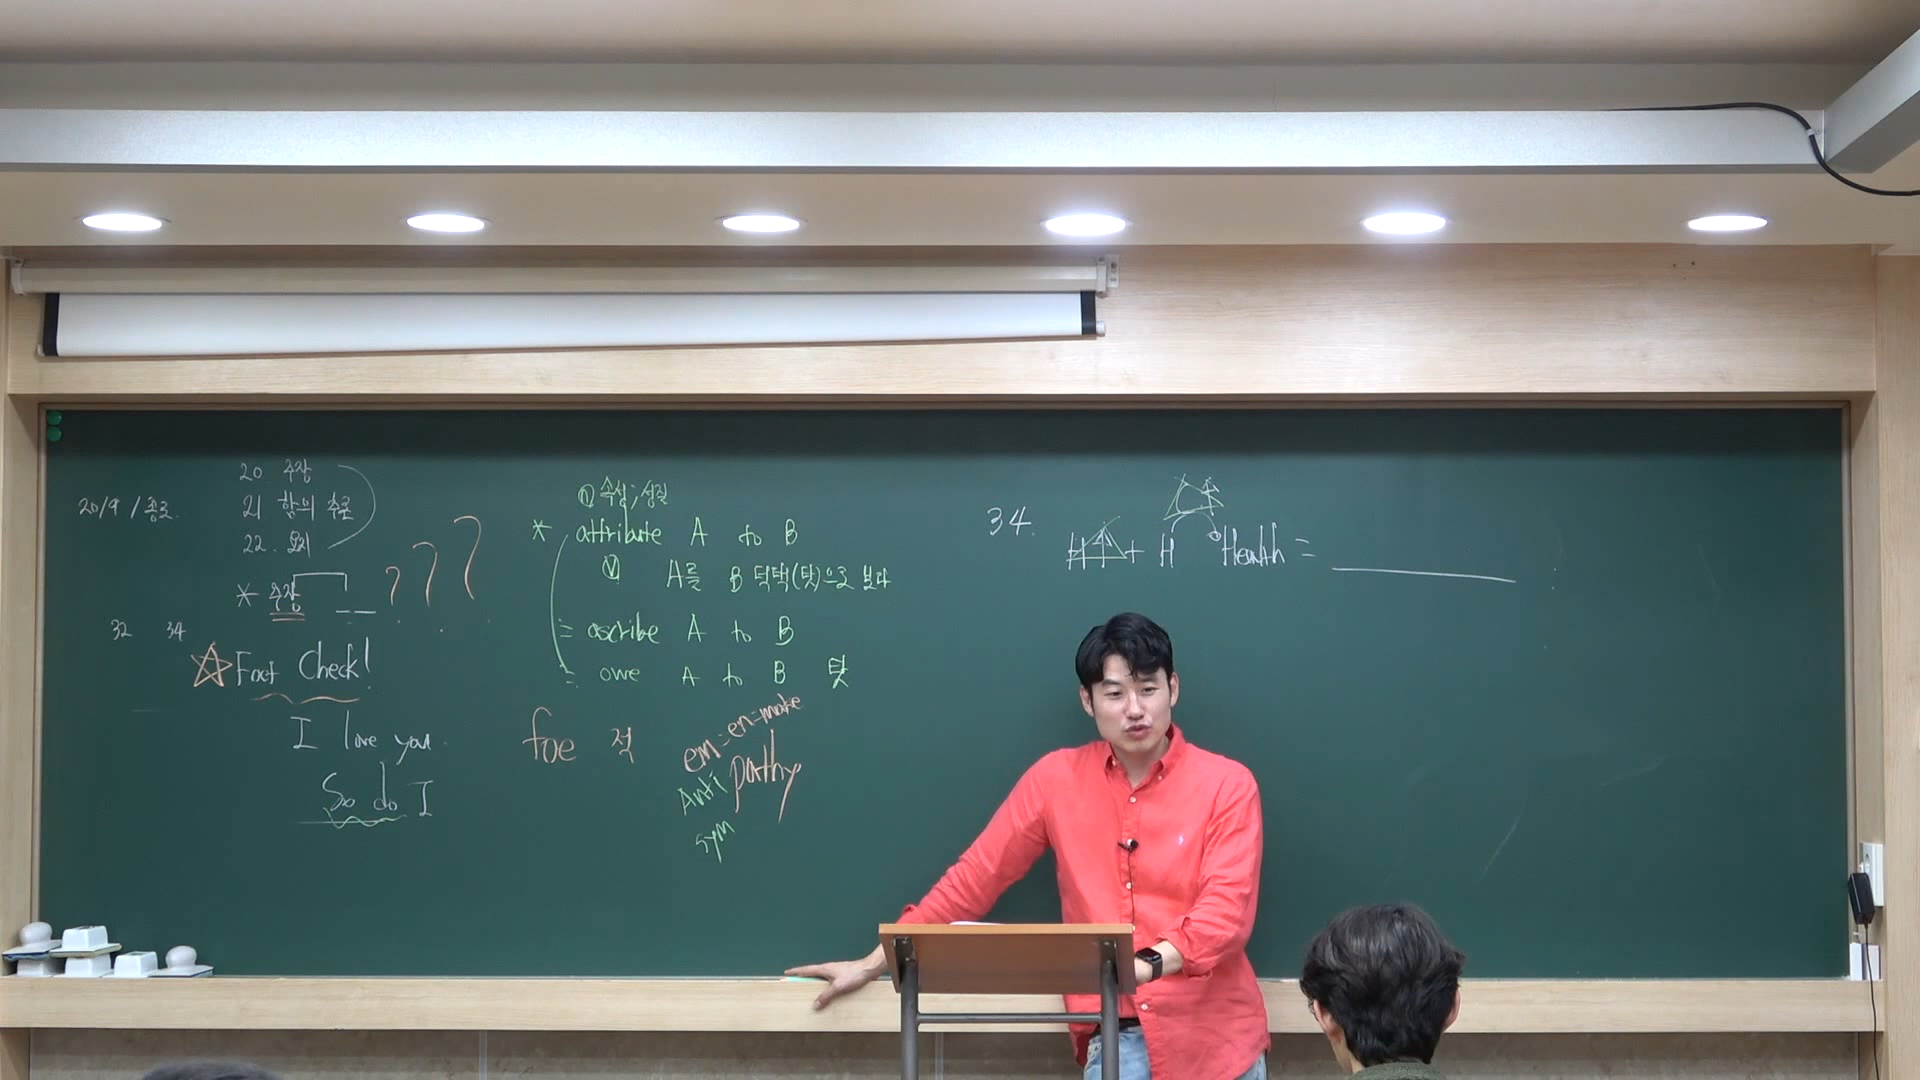 20. 주장
20/9 / 종로.
21 함의 추론
22. 요지
* 주장 ???
32 34
☆ Fact Check!
I love you.
So do I
ⓝ 속성; 성질
* attribute A to B
ⓥ A를 B 덕택(탓)으로 보다
= ascribe A to B
= owe A to B 탓
foe 적
em = en = make
Anti pathy
sym
34.
H + H Health =